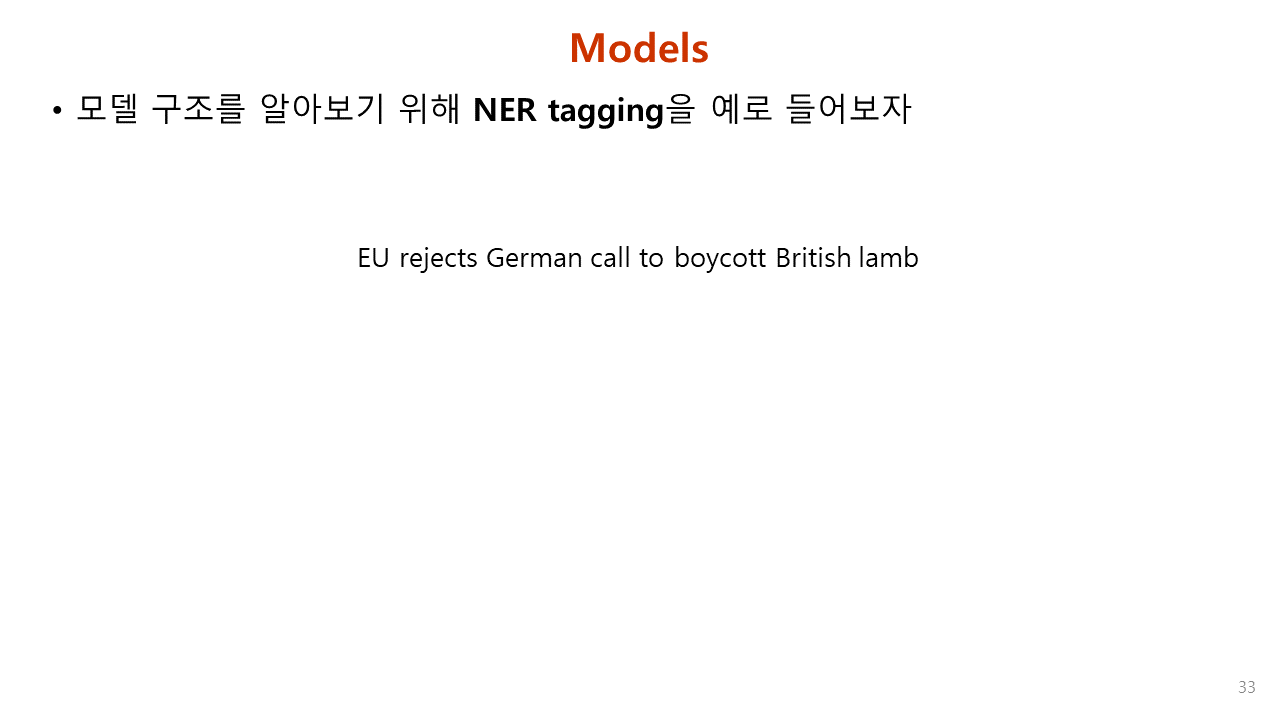 Models
• 모델 구조를 알아보기 위해 NER tagging을 예로 들어보자
EU rejects German call to boycott British lamb
33